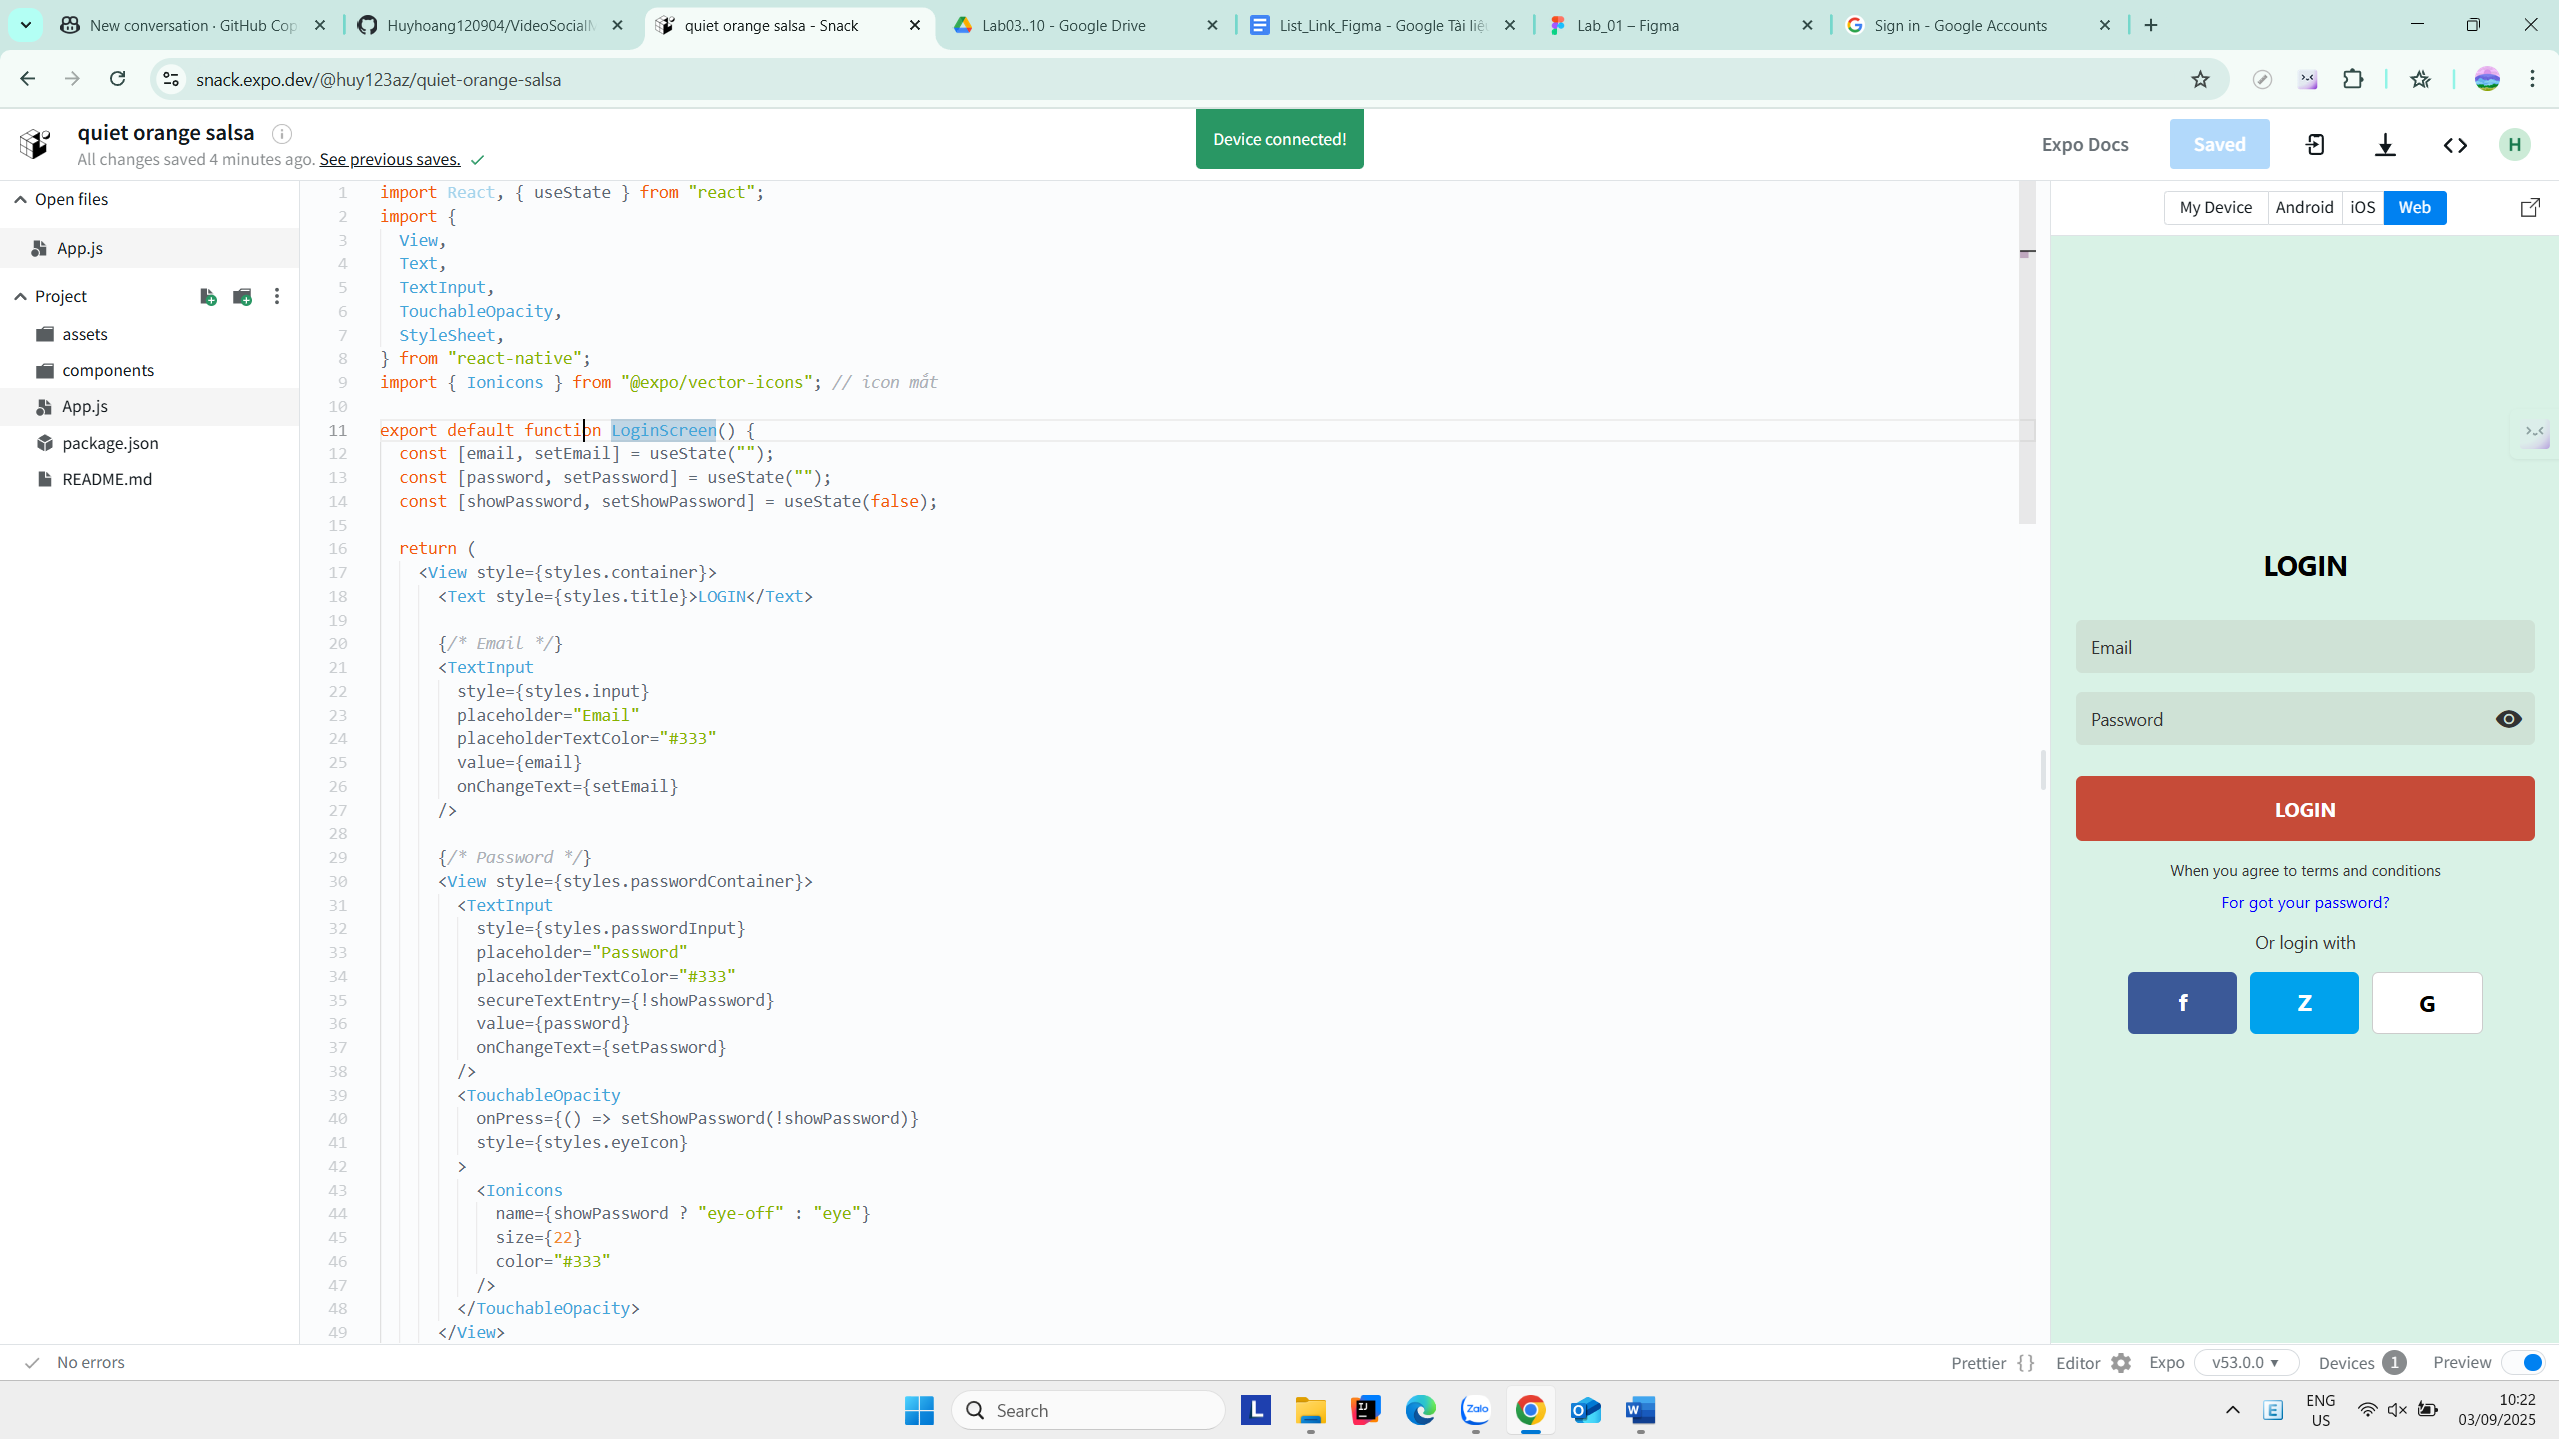 New conversation · GitHub Cop
Huyhoang120904/VideoSocialM
quiet orange salsa - Snack
Lab03..10 - Google Drive
List_Link_Figma - Google Tài liệu
Lab_01 – Figma
Sign in - Google Accounts
snack.expo.dev/@huy123az/quiet-orange-salsa
quiet orange salsa
All changes saved 4 minutes ago. See previous saves.
Device connected!
Expo Docs
Saved
H
Open files
App.js
Project
assets
components
App.js
package.json
README.md
1 import React, { useState } from "react";
2 import {
3 View,
4 Text,
5 TextInput,
6 TouchableOpacity,
7 StyleSheet,
8 } from "react-native";
9 import { Ionicons } from "@expo/vector-icons"; // icon mắt
10
11 export default function LoginScreen() {
12 const [email, setEmail] = useState("");
13 const [password, setPassword] = useState("");
14 const [showPassword, setShowPassword] = useState(false);
15
16 return (
17 <View style={styles.container}>
18 <Text style={styles.title}>LOGIN</Text>
19
20 {/* Email */}
21 <TextInput
22 style={styles.input}
23 placeholder="Email"
24 placeholderTextColor="#333"
25 value={email}
26 onChangeText={setEmail}
27 />
28
29 {/* Password */}
30 <View style={styles.passwordContainer}>
31 <TextInput
32 style={styles.passwordInput}
33 placeholder="Password"
34 placeholderTextColor="#333"
35 secureTextEntry={!showPassword}
36 value={password}
37 onChangeText={setPassword}
38 />
39 <TouchableOpacity
40 onPress={() => setShowPassword(!showPassword)}
41 style={styles.eyeIcon}
42 >
43 <Ionicons
44 name={showPassword ? "eye-off" : "eye"}
45 size={22}
46 color="#333"
47 />
48 </TouchableOpacity>
49 </View>
My Device
Android
iOS
Web
LOGIN
Email
Password
LOGIN
When you agree to terms and conditions
For got your password?
Or login with
f
Z
G
No errors
Prettier { }
Editor
Expo
v53.0.0
Devices 1
Preview
Search
L
Zalo
E
ENG
US
10:22
03/09/2025